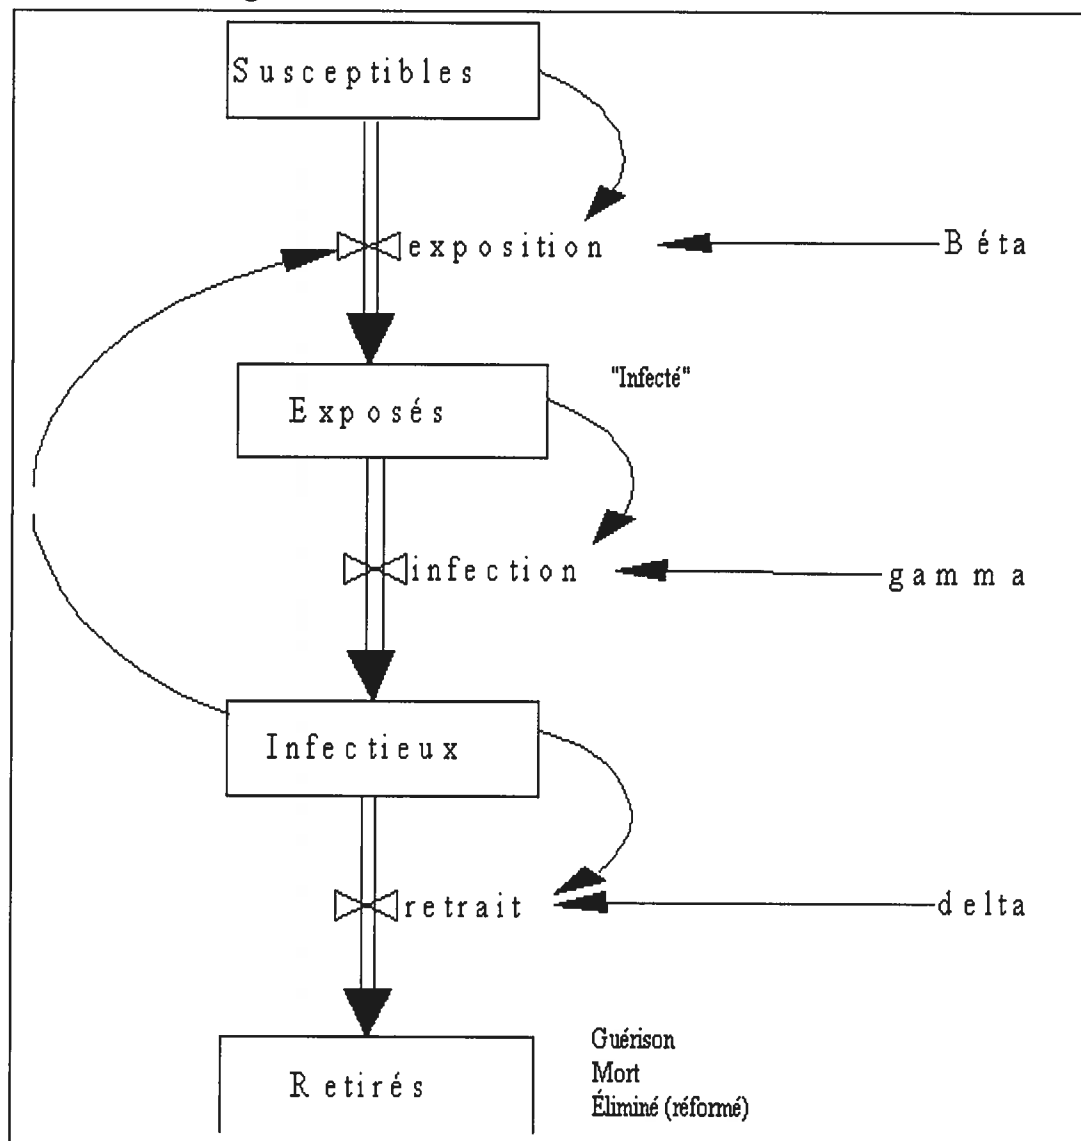 Susceptibles
exposition
Béta
"Infecté"
Exposés
infection
gamma
Infectieux
retrait
delta
Guérison
Mort
Retirés
Éliminé (réformé)